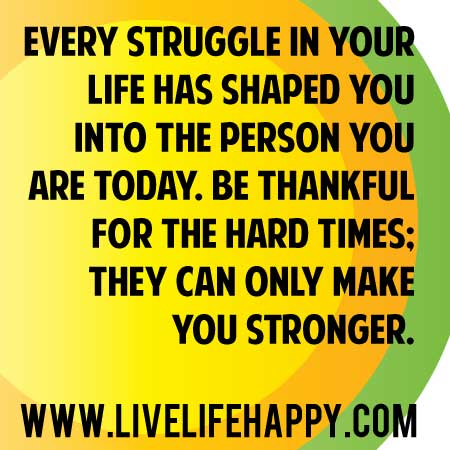 EVERY STRUGGLE IN YOUR
LIFE HAS SHAPED YOU
INTO THE PERSON YOU
ARE TODAY. BE THANKFUL
FOR THE HARD TIMES;
THEY CAN ONLY MAKE
YOU STRONGER.
WWW.LIVELIFEHAPPY.COM